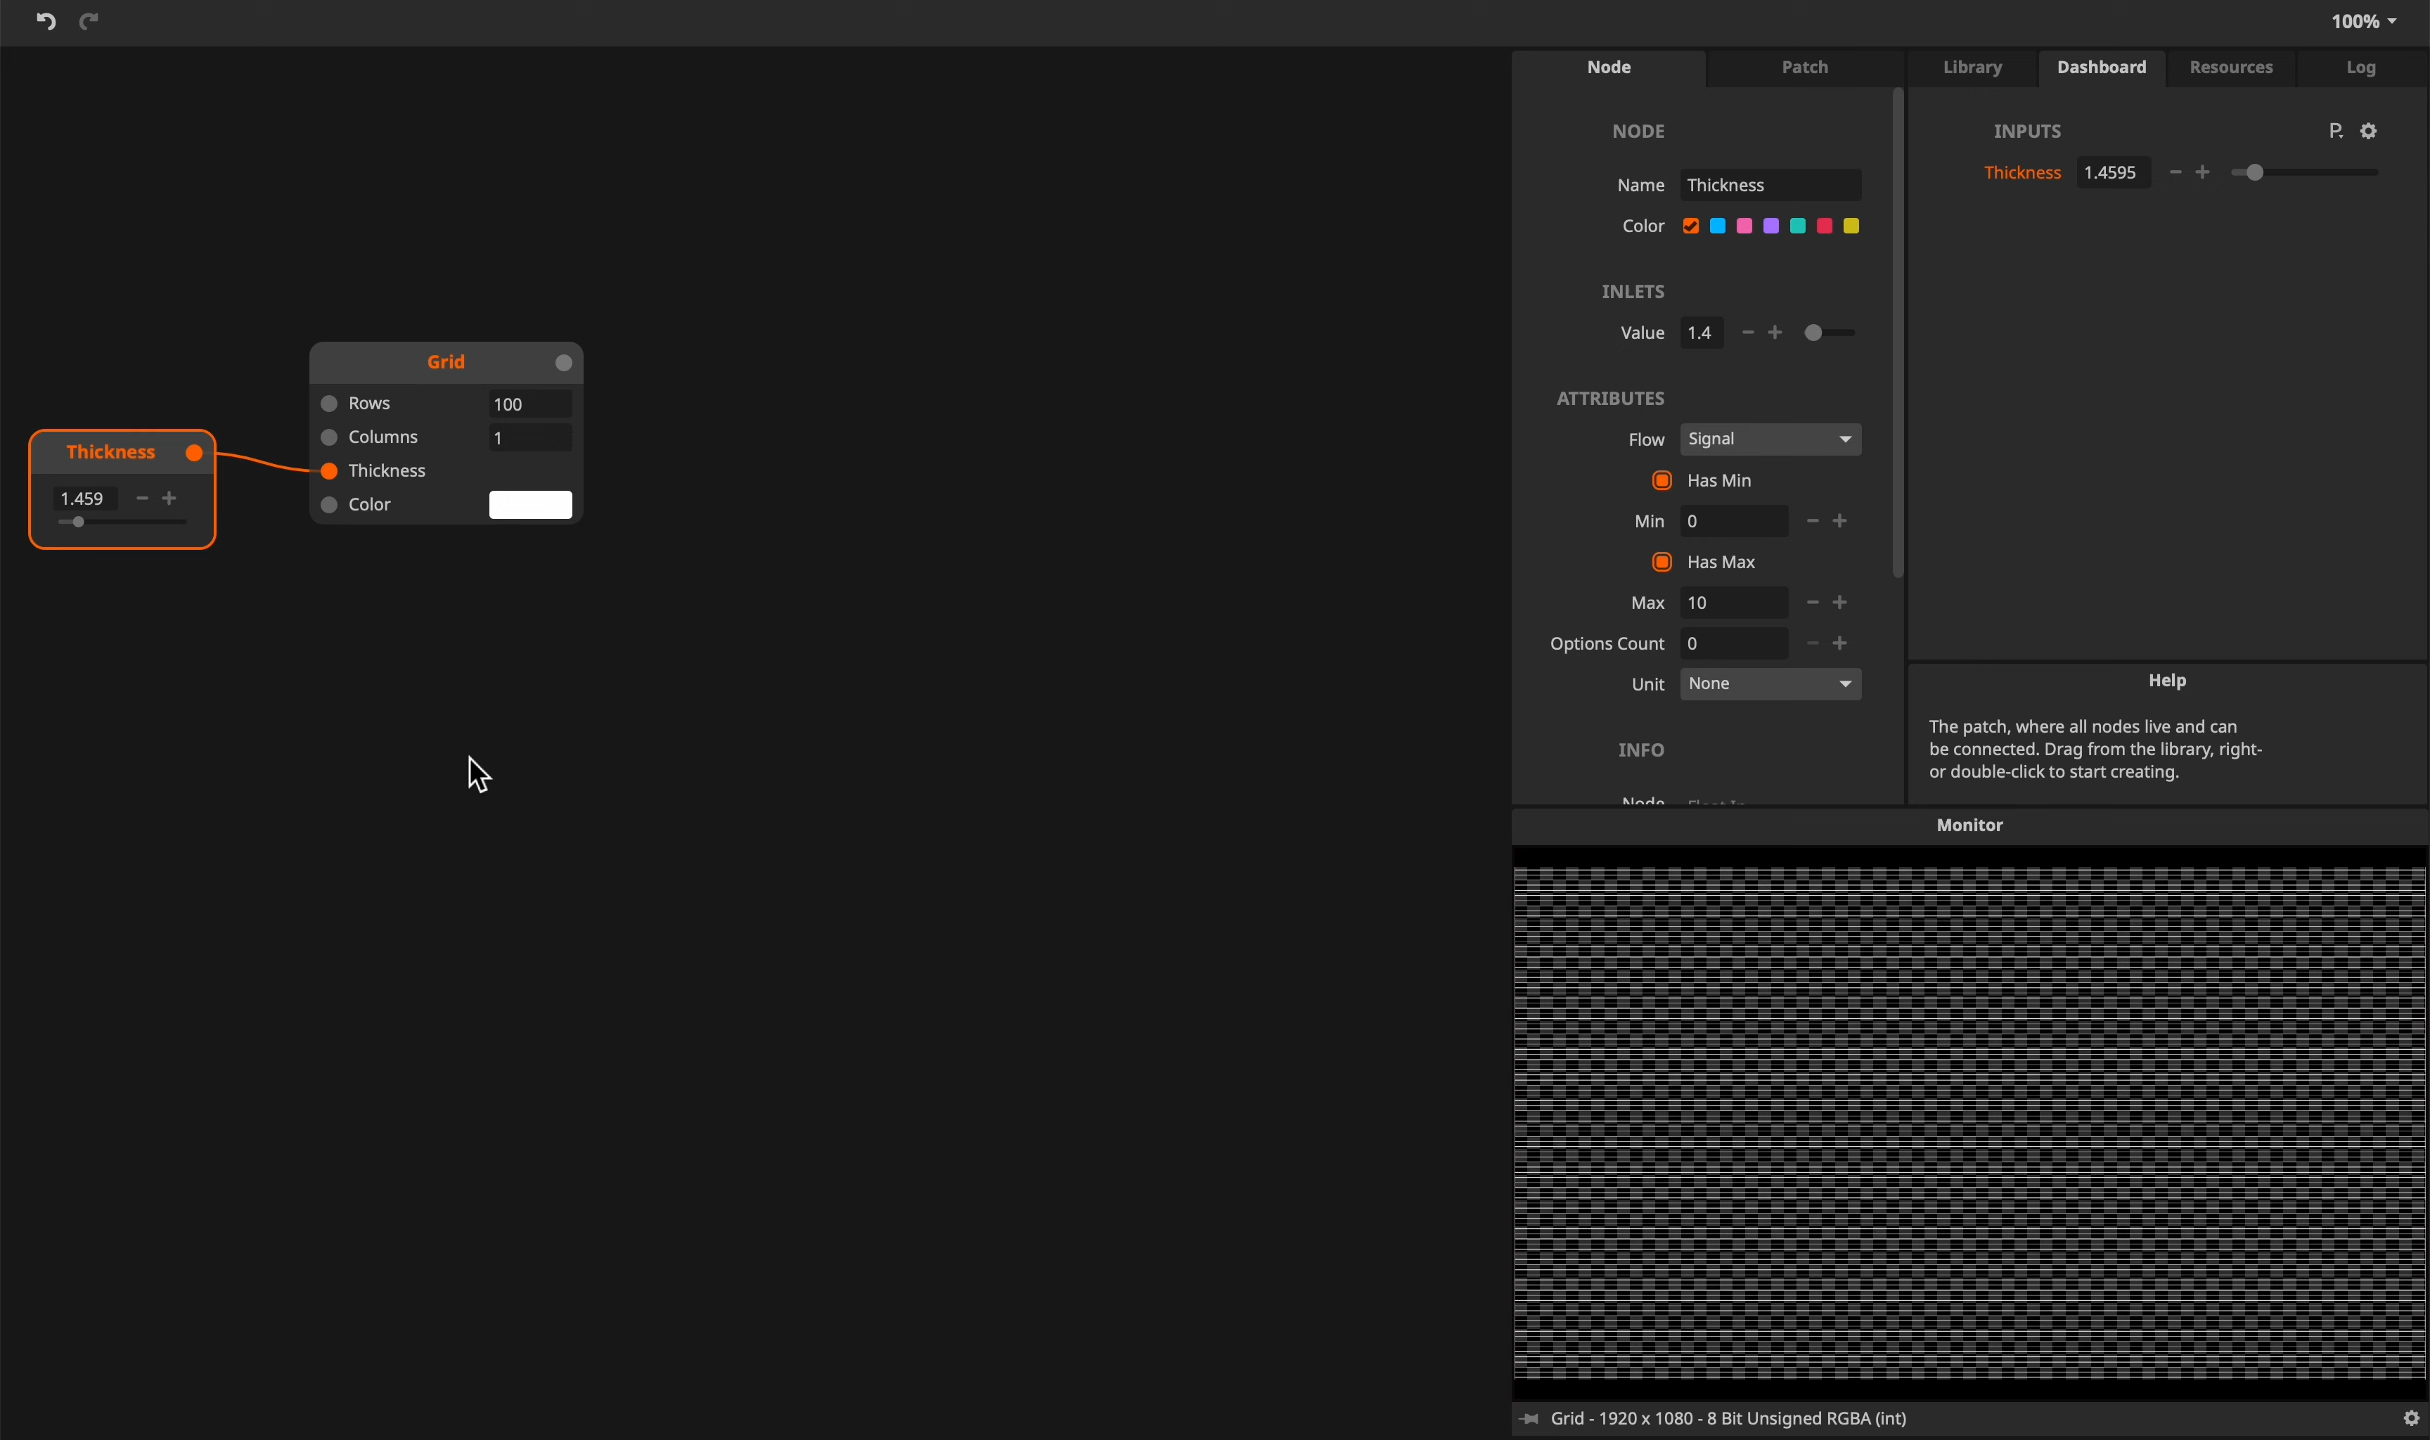 100%
Node
Patch
Library
Dashboard
Resources
Log
NODE
Name Thickness
Color
INLETS
Value 1.4
ATTRIBUTES
Flow Signal
Has Min
Min 0
Has Max
Max 10
Options Count 0
Unit None
INFO
Node Float In
INPUTS
P.
Thickness 1.4595
Help
The patch, where all nodes live and can
be connected. Drag from the library, right-
or double-click to start creating.
Grid
Rows 100
Columns 1
Thickness
Color
Thickness
1.459
Monitor
Grid - 1920 x 1080 - 8 Bit Unsigned RGBA (int)